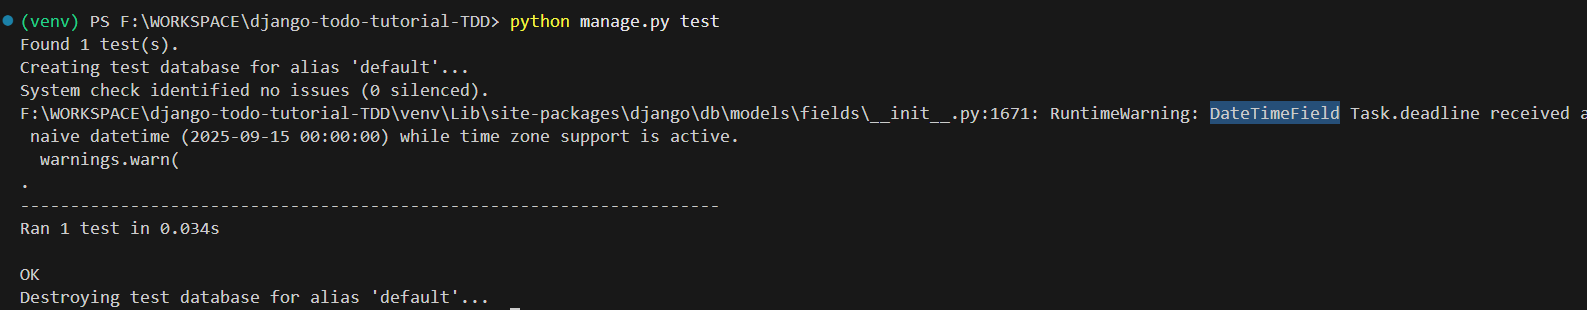 (venv) PS F:\WORKSPACE\django-todo-tutorial-TDD> python manage.py test
Found 1 test(s).
Creating test database for alias 'default'...
System check identified no issues (0 silenced).
F:\WORKSPACE\django-todo-tutorial-TDD\venv\Lib\site-packages\django\db\models\fields\__init__.py:1671: RuntimeWarning: DateTimeField Task.deadline received a
 naive datetime (2025-09-15 00:00:00) while time zone support is active.
  warnings.warn(
.
----------------------------------------------------------------------
Ran 1 test in 0.034s

OK
Destroying test database for alias 'default'...